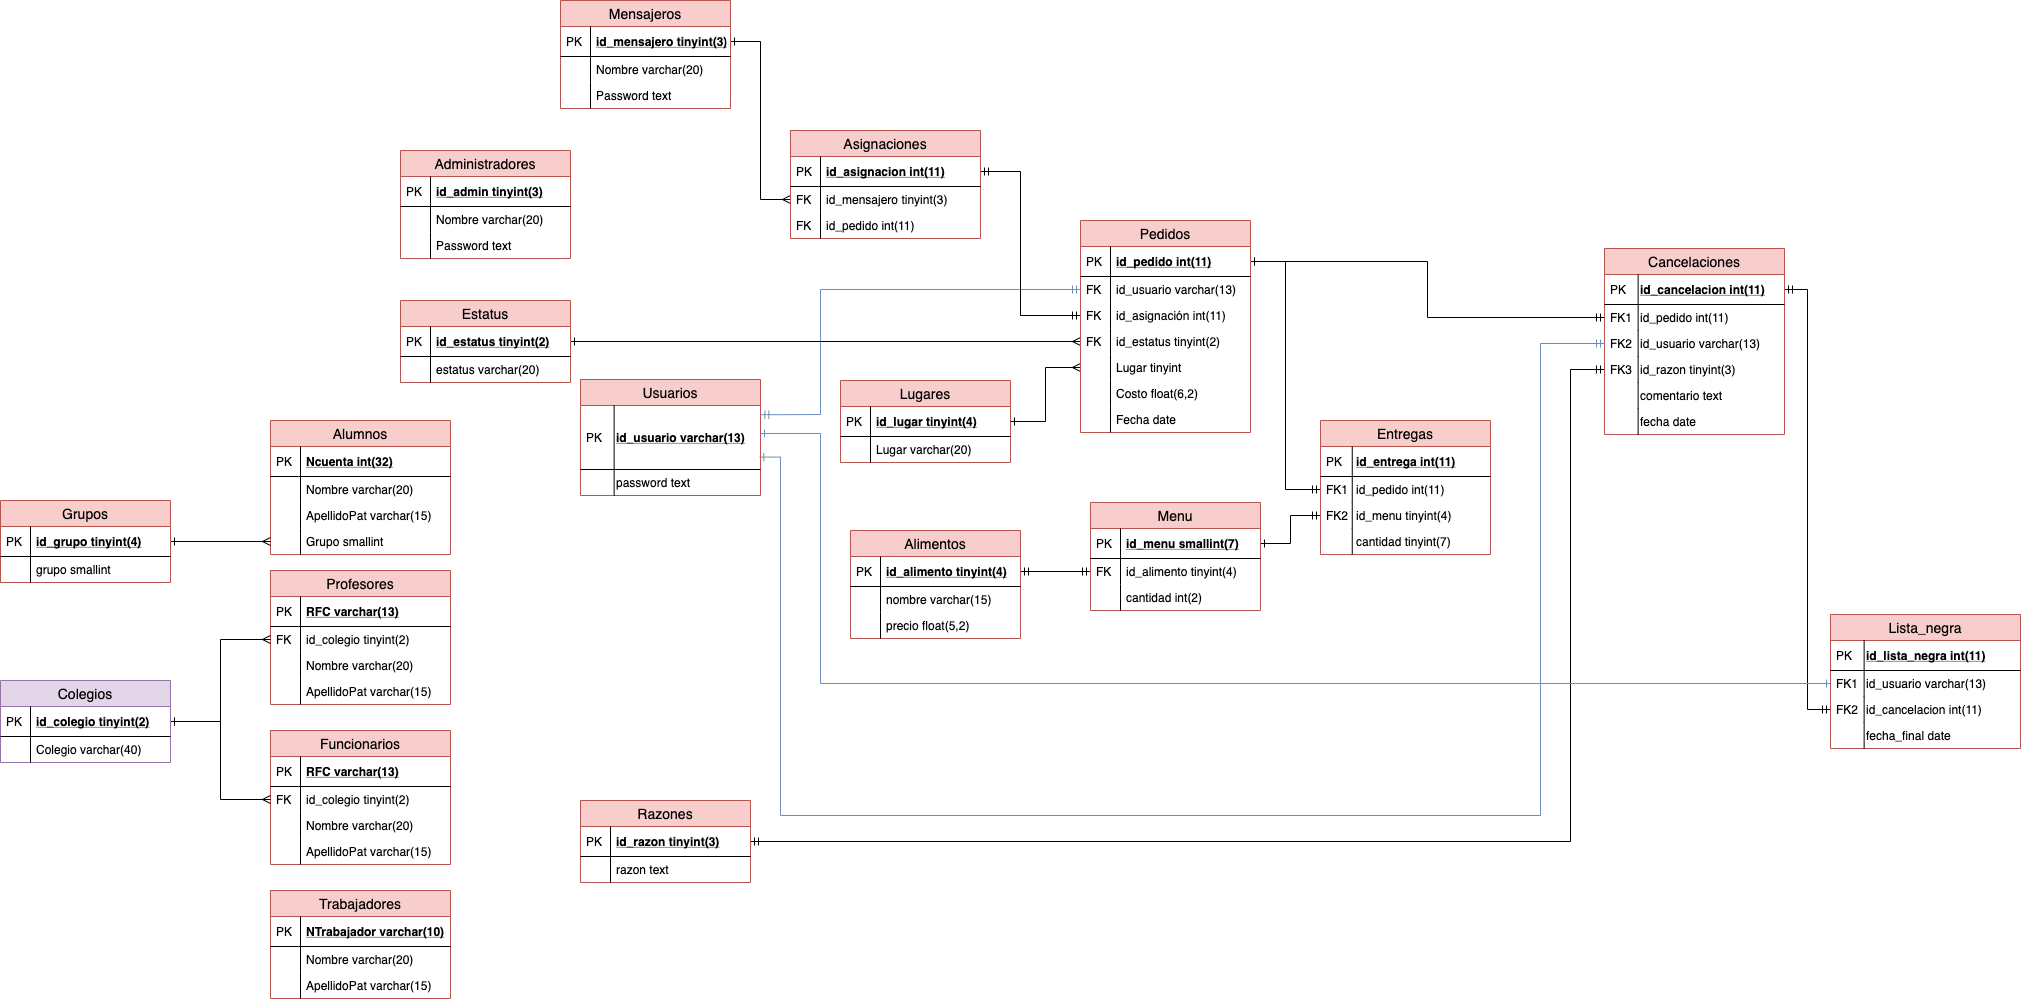 Mensajeros
PK id_mensajero tinyint(3)
Nombre varchar(20)
Password text
Asignaciones
PK id_asignacion int(11)
FK id_mensajero tinyint(3)
FK id_pedido int(11)
Administradores
PK id_admin tinyint(3)
Nombre varchar(20)
Password text
Pedidos
PK id_pedido int(11)
FK id_usuario varchar(13)
FK id_asignación int(11)
FK id_estatus tinyint(2)
Lugar tinyint
Costo float(6,2)
Fecha date
Cancelaciones
PK id_cancelacion int(11)
FK1 id_pedido int(11)
FK2 id_usuario varchar(13)
FK3 id_razon tinyint(3)
comentario text
fecha date
Estatus
PK id_estatus tinyint(2)
estatus varchar(20)
Usuarios
PK id_usuario varchar(13)
password text
Lugares
PK id_lugar tinyint(4)
Lugar varchar(20)
Alumnos
PK Ncuenta int(32)
Nombre varchar(20)
ApellidoPat varchar(15)
Grupo smallint
Entregas
PK id_entrega int(11)
FK1 id_pedido int(11)
FK2 id_menu tinyint(4)
cantidad tinyint(7)
Grupos
PK id_grupo tinyint(4)
grupo smallint
Menu
PK id_menu smallint(7)
FK id_alimento tinyint(4)
cantidad int(2)
Alimentos
PK id_alimento tinyint(4)
nombre varchar(15)
precio float(5,2)
Profesores
PK RFC varchar(13)
FK id_colegio tinyint(2)
Nombre varchar(20)
ApellidoPat varchar(15)
Lista_negra
PK id_lista_negra int(11)
FK1 id_usuario varchar(13)
FK2 id_cancelacion int(11)
fecha_final date
Colegios
PK id_colegio tinyint(2)
Colegio varchar(40)
Funcionarios
PK RFC varchar(13)
FK id_colegio tinyint(2)
Nombre varchar(20)
ApellidoPat varchar(15)
Razones
PK id_razon tinyint(3)
razon text
Trabajadores
PK NTrabajador varchar(10)
Nombre varchar(20)
ApellidoPat varchar(15)